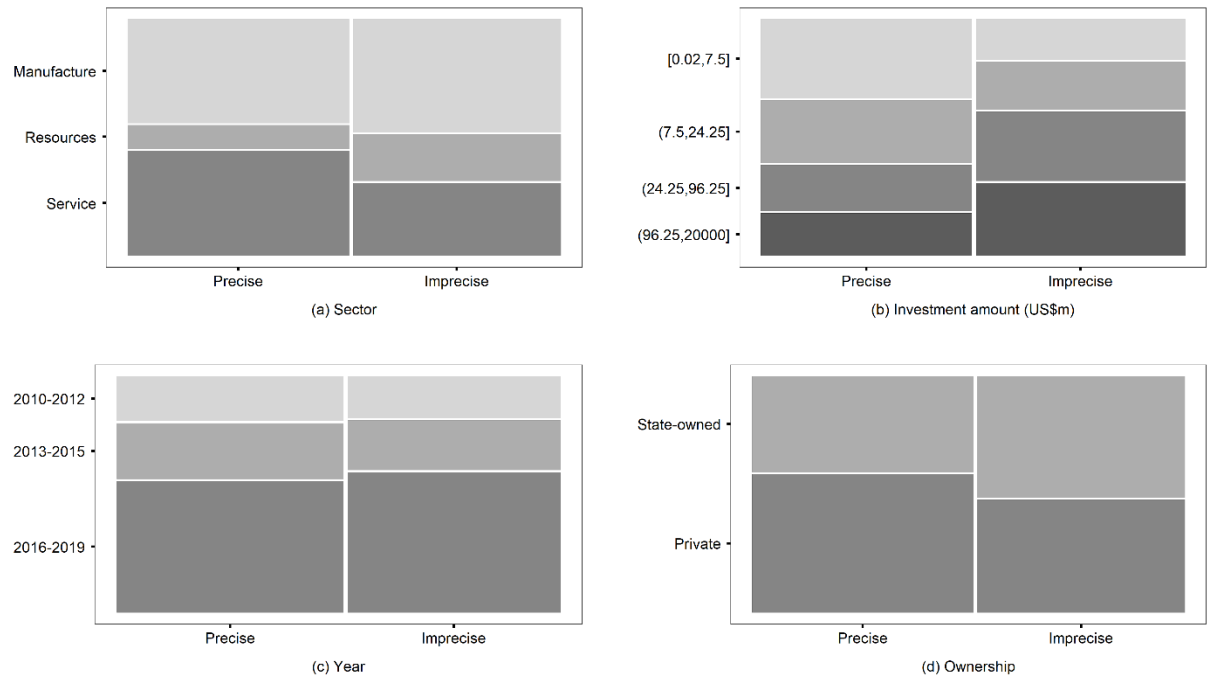 Manufacture
Resources
Service
Precise Imprecise
(a) Sector
[0.02,7.5]
(7.5,24.25]
(24.25,96.25]
(96.25,20000]
Precise Imprecise
(b) Investment amount (US$m)
2010-2012
2013-2015
2016-2019
Precise Imprecise
(c) Year
State-owned
Private
Precise Imprecise
(d) Ownership